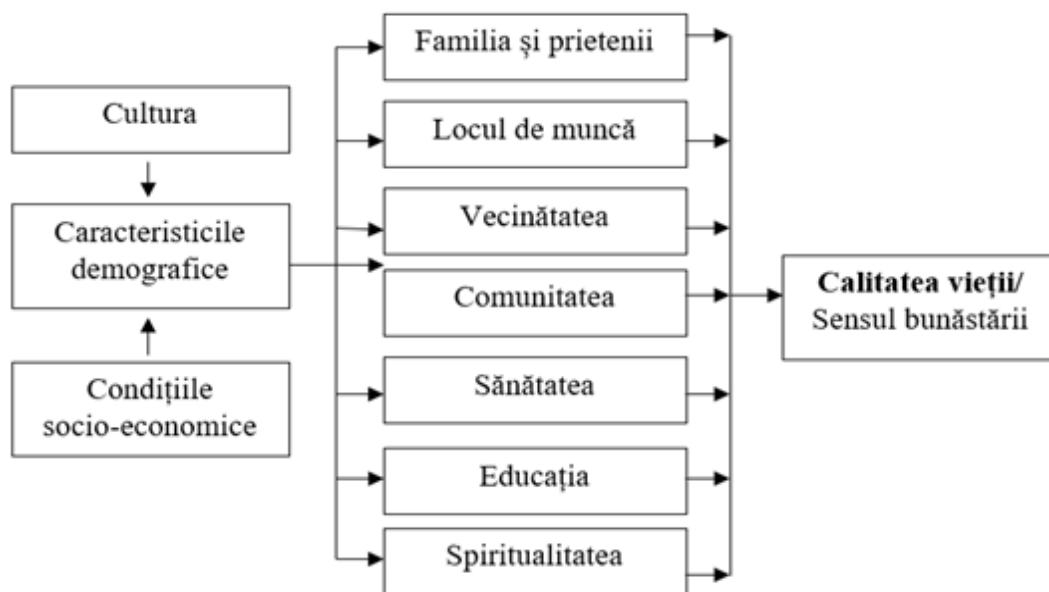 Cultura
Caracteristicile
demografice
Condițiile
socio-economice
Familia și prietenii
Locul de muncă
Vecinătatea
Comunitatea
Sănătatea
Educația
Spiritualitatea
Calitatea vieții/
Sensul bunăstării